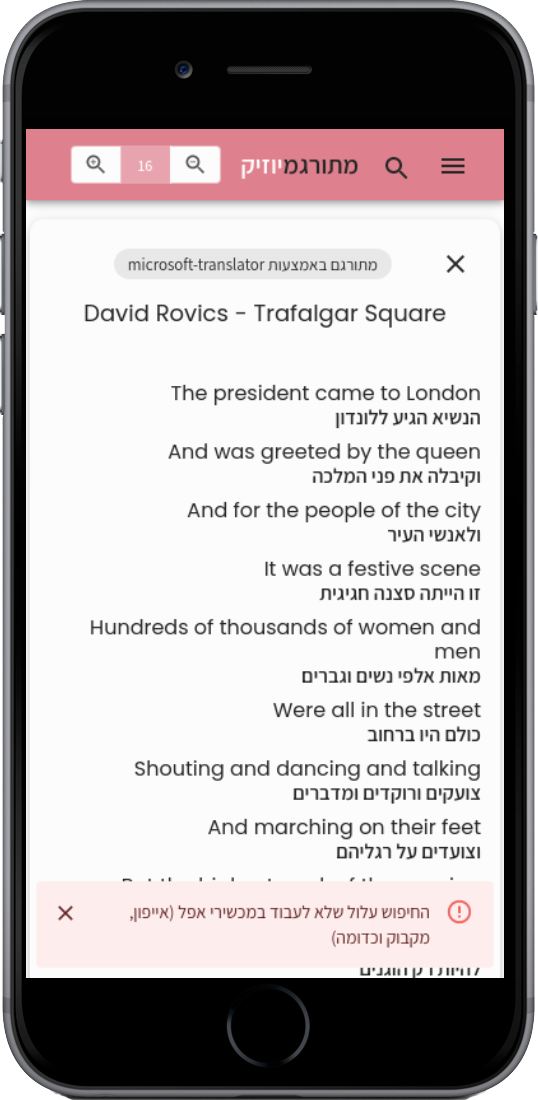 מתורגמיוזיק
16
מתורגם באמצעות microsoft-translator
David Rovics - Trafalgar Square
The president came to London
הנשיא הגיע ללונדון
And was greeted by the queen
וקיבלה את פני המלכה
And for the people of the city
ולאנשי העיר
It was a festive scene
זו הייתה סצנה חגיגית
Hundreds of thousands of women and
men
מאות אלפי נשים וגברים
Were all in the street
כולם היו ברחוב
Shouting and dancing and talking
צועקים ורוקדים ומדברים
And marching on their feet
וצועדים על רגליהם
החיפוש עלול שלא לעבוד במכשירי אפל (אייפון,
מקבוק וכדומה)